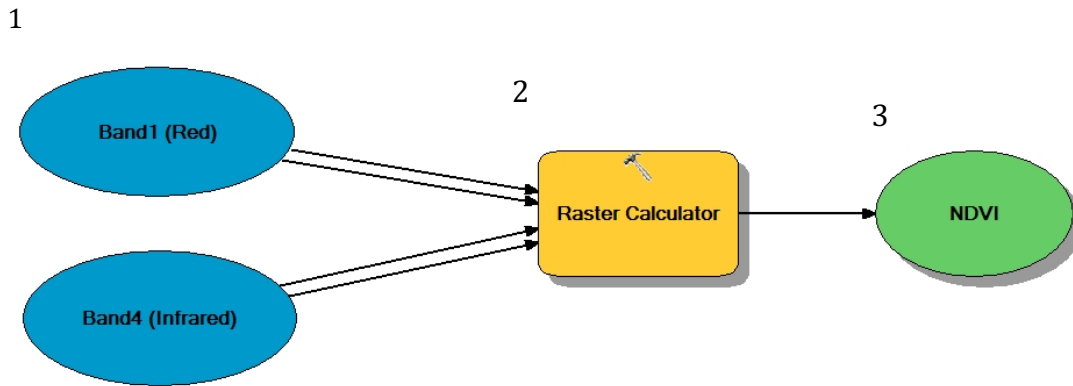 1
Band1 (Red)
Band4 (Infrared)
2
Raster Calculator
3
NDVI